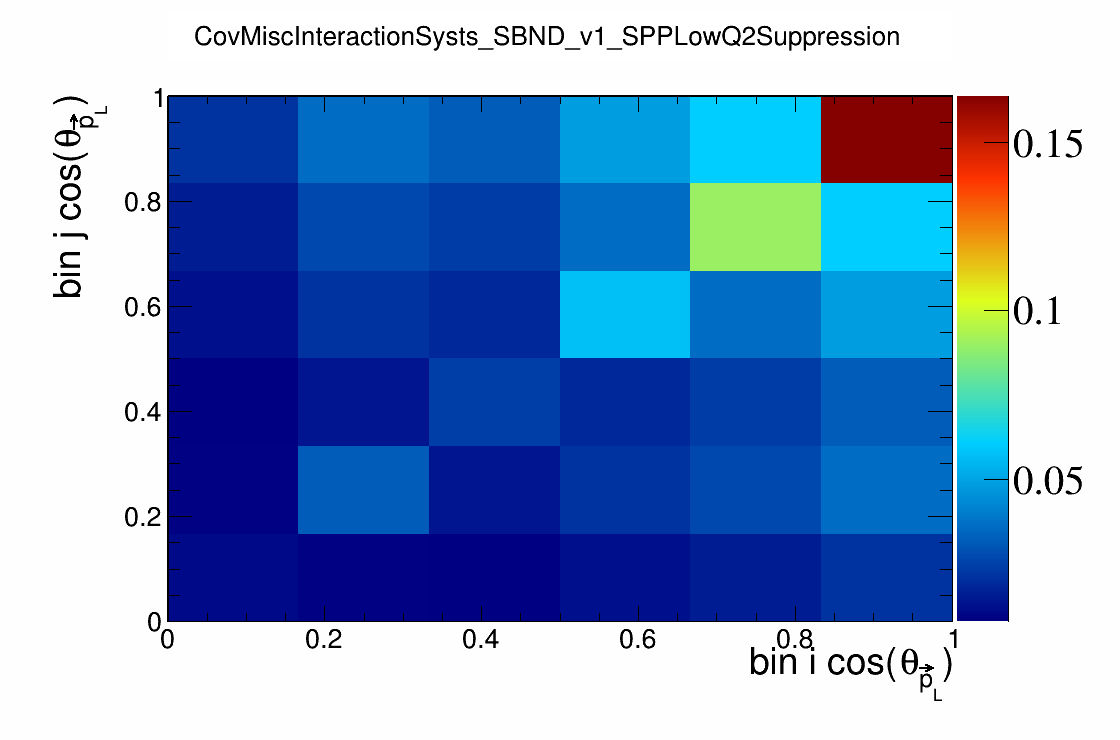 CovMiscInteractionSysts_SBND_v1_SPPLowQ2Suppression
bin j cos(θ_p⃗_L)
1
0.8
0.6
0.4
0.2
0
0 0.2 0.4 0.6 0.8 1
bin i cos(θ_p⃗_L)
0.15
0.1
0.05